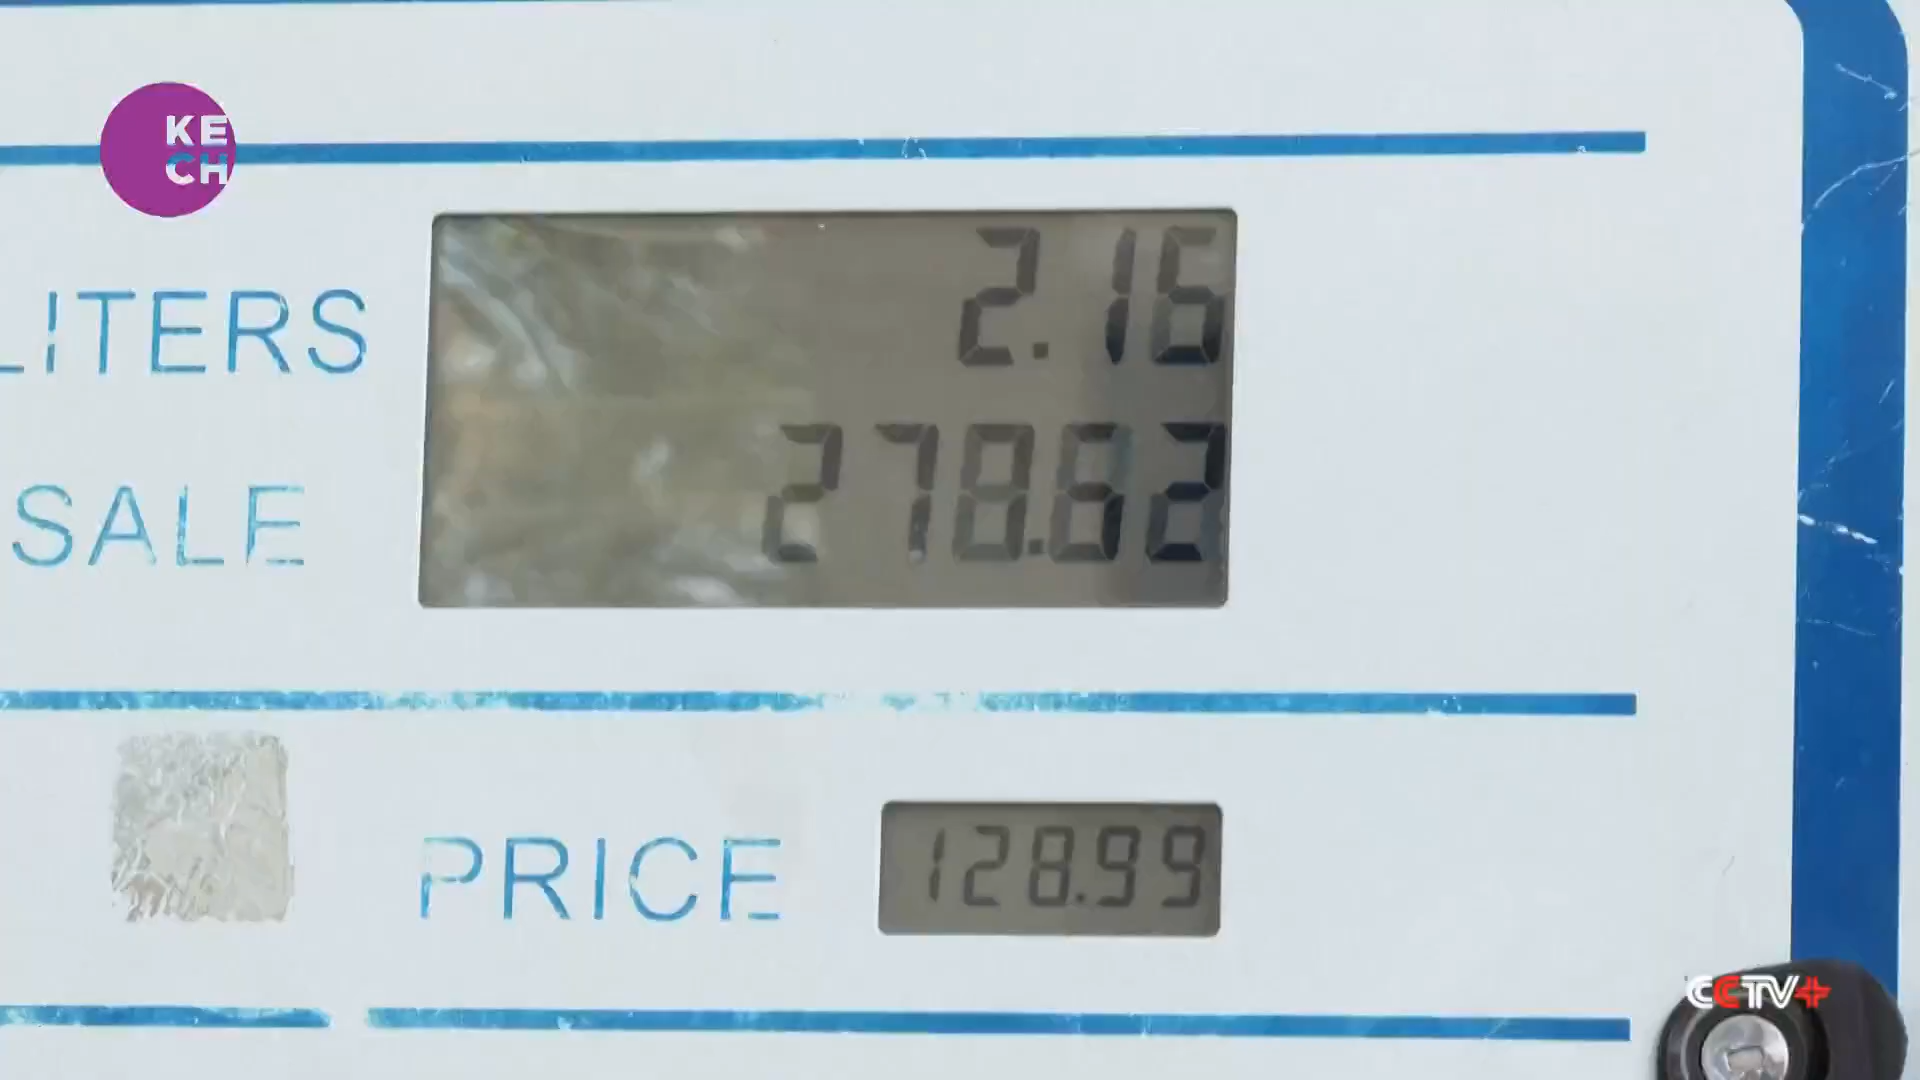 KE
CH
LITERS 2.16
SALE 278.62
PRICE 128.99
CCTV+